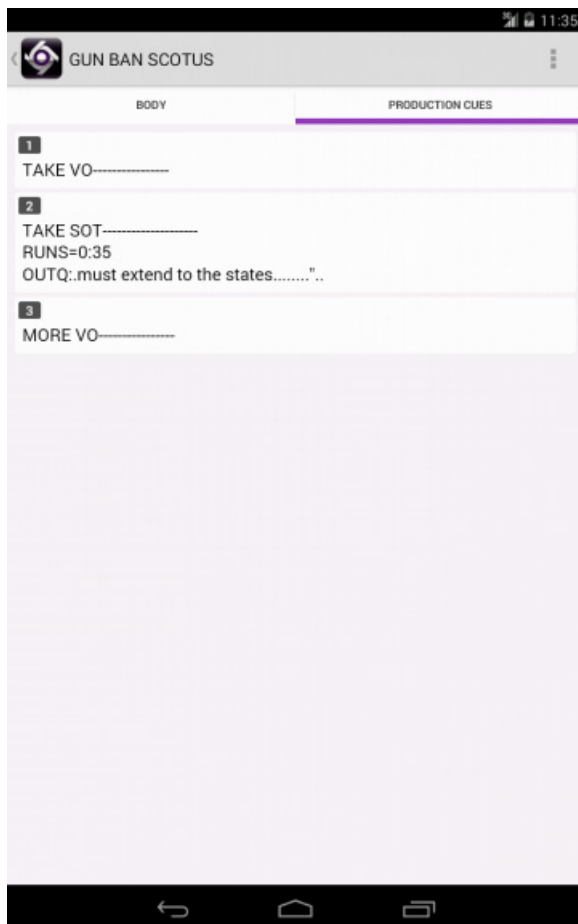 11:35
GUN BAN SCOTUS
BODY
PRODUCTION CUES
1
TAKE VO----------------
2
TAKE SOT--------------------
RUNS=0:35
OUTQ:.must extend to the states........"..
3
MORE VO----------------